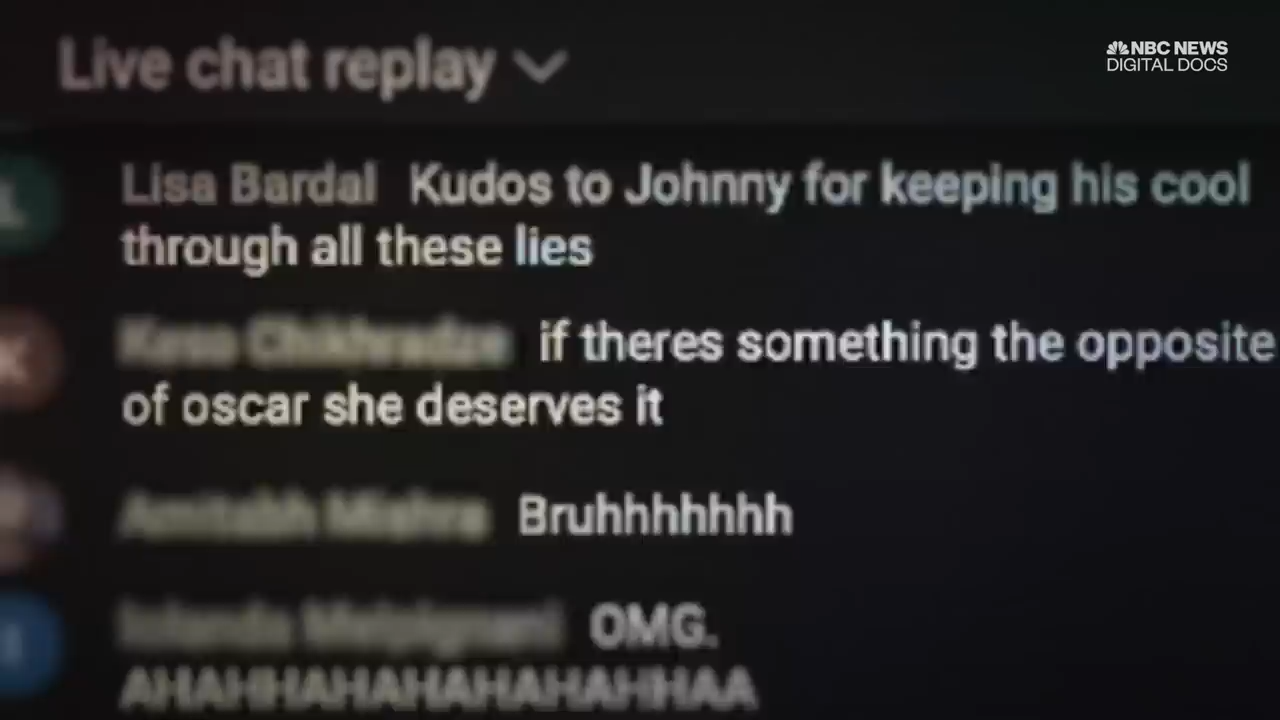 Live chat replay
NBC NEWS
DIGITAL DOCS
Lisa Bardal Kudos to Johnny for keeping his cool
through all these lies
if theres something the opposite
of oscar she deserves it
Bruhhhhhhh
OMG.
AHAHHAHAHAHAHAHHAA